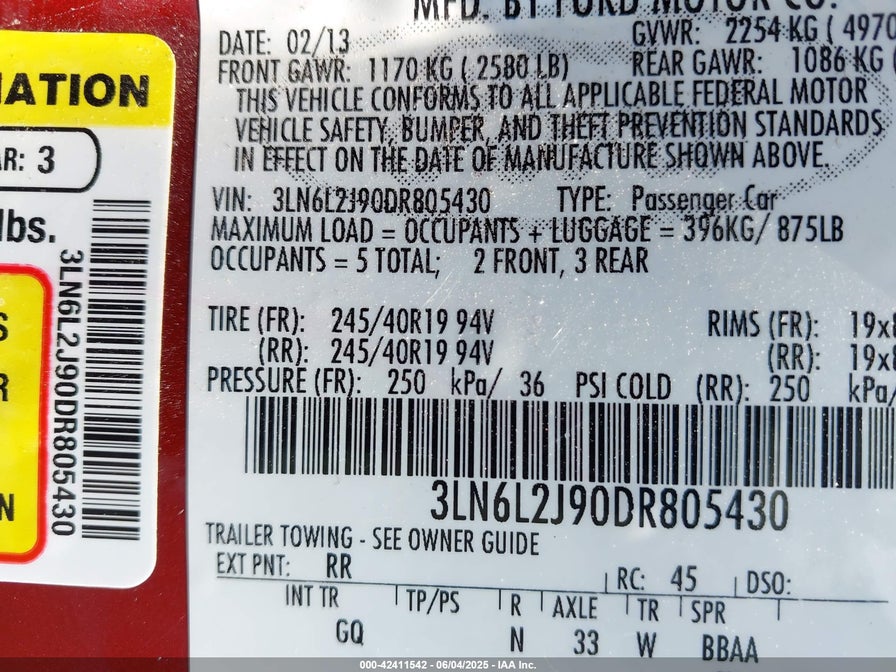 MATION
AR: 3
lbs.
3LN6L2J90DR805430
S
R
N
MFD. BY FORD MOTOR CO.
DATE: 02/13 GVWR: 2254 KG ( 4970
FRONT GAWR: 1170 KG ( 2580 LB) REAR GAWR: 1086 KG (
THIS VEHICLE CONFORMS TO ALL APPLICABLE FEDERAL MOTOR
VEHICLE SAFETY, BUMPER, AND THEFT PREVENTION STANDARDS
IN EFFECT ON THE DATE OF MANUFACTURE SHOWN ABOVE.
VIN: 3LN6L2J90DR805430 TYPE: Passenger Car
MAXIMUM LOAD = OCCUPANTS + LUGGAGE = 396KG/ 875LB
OCCUPANTS = 5 TOTAL; 2 FRONT, 3 REAR
TIRE (FR): 245/40R19 94V RIMS (FR): 19x
(RR): 245/40R19 94V (RR): 19x
PRESSURE (FR): 250 kPa/ 36 PSI COLD (RR): 250 kPa/
3LN6L2J90DR805430
TRAILER TOWING - SEE OWNER GUIDE
EXT PNT: RR RC: 45 DSO:
INT TR TP/PS R AXLE TR SPR
GQ N 33 W BBAA
000-42411542 - 06/04/2025 - IAA Inc.